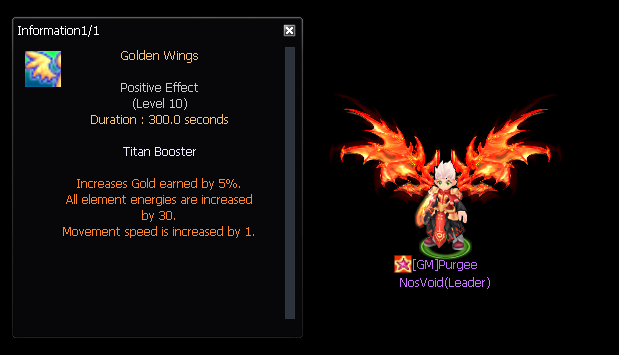 Information1/1
Golden Wings
Positive Effect
(Level 10)
Duration : 300.0 seconds
Titan Booster
Increases Gold earned by 5%.
All element energies are increased
by 30.
Movement speed is increased by 1.
[GM]Purgee
NosVoid(Leader)